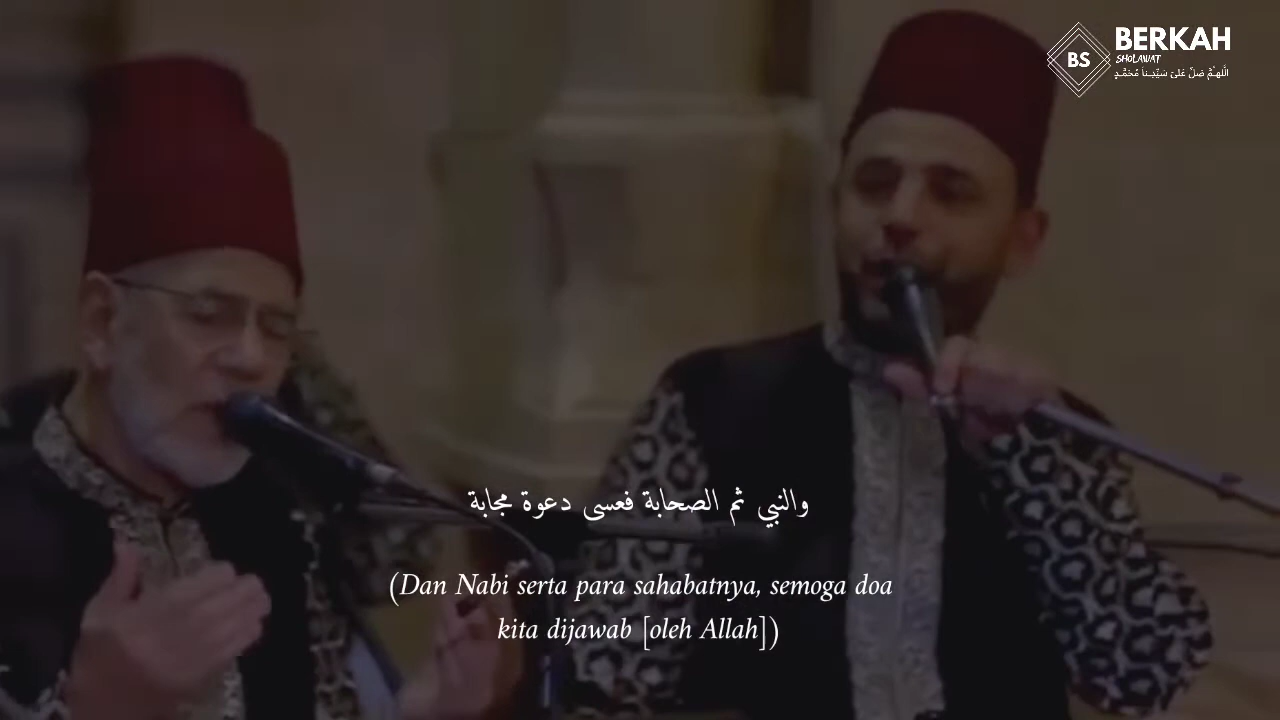 BERKAH
BS
SHOLAWAT
اللّٰهُمَّ صَلِّ عَلىٰ سَيِّدِنَا مُحَمَّدٍ
والنبي ثم الصحابة فعسى دعوة مجابة
(Dan Nabi serta para sahabatnya, semoga doa
kita dijawab [oleh Allah])